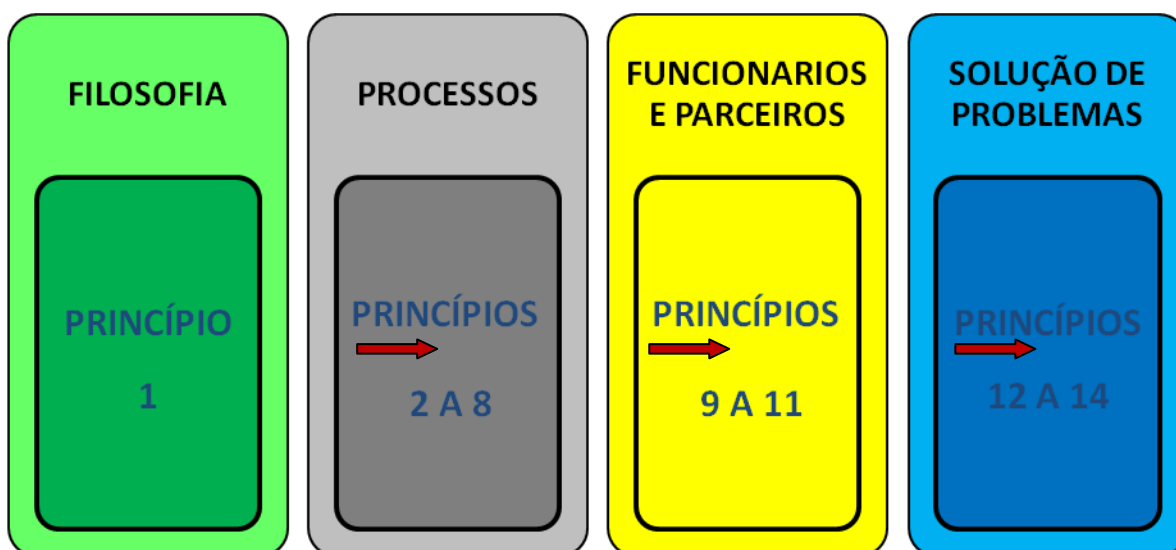 FILOSOFIA
PRINCÍPIO
1
PROCESSOS
PRINCÍPIOS
2 A 8
FUNCIONARIOS
E PARCEIROS
PRINCÍPIOS
9 A 11
SOLUÇÃO DE
PROBLEMAS
PRINCÍPIOS
12 A 14